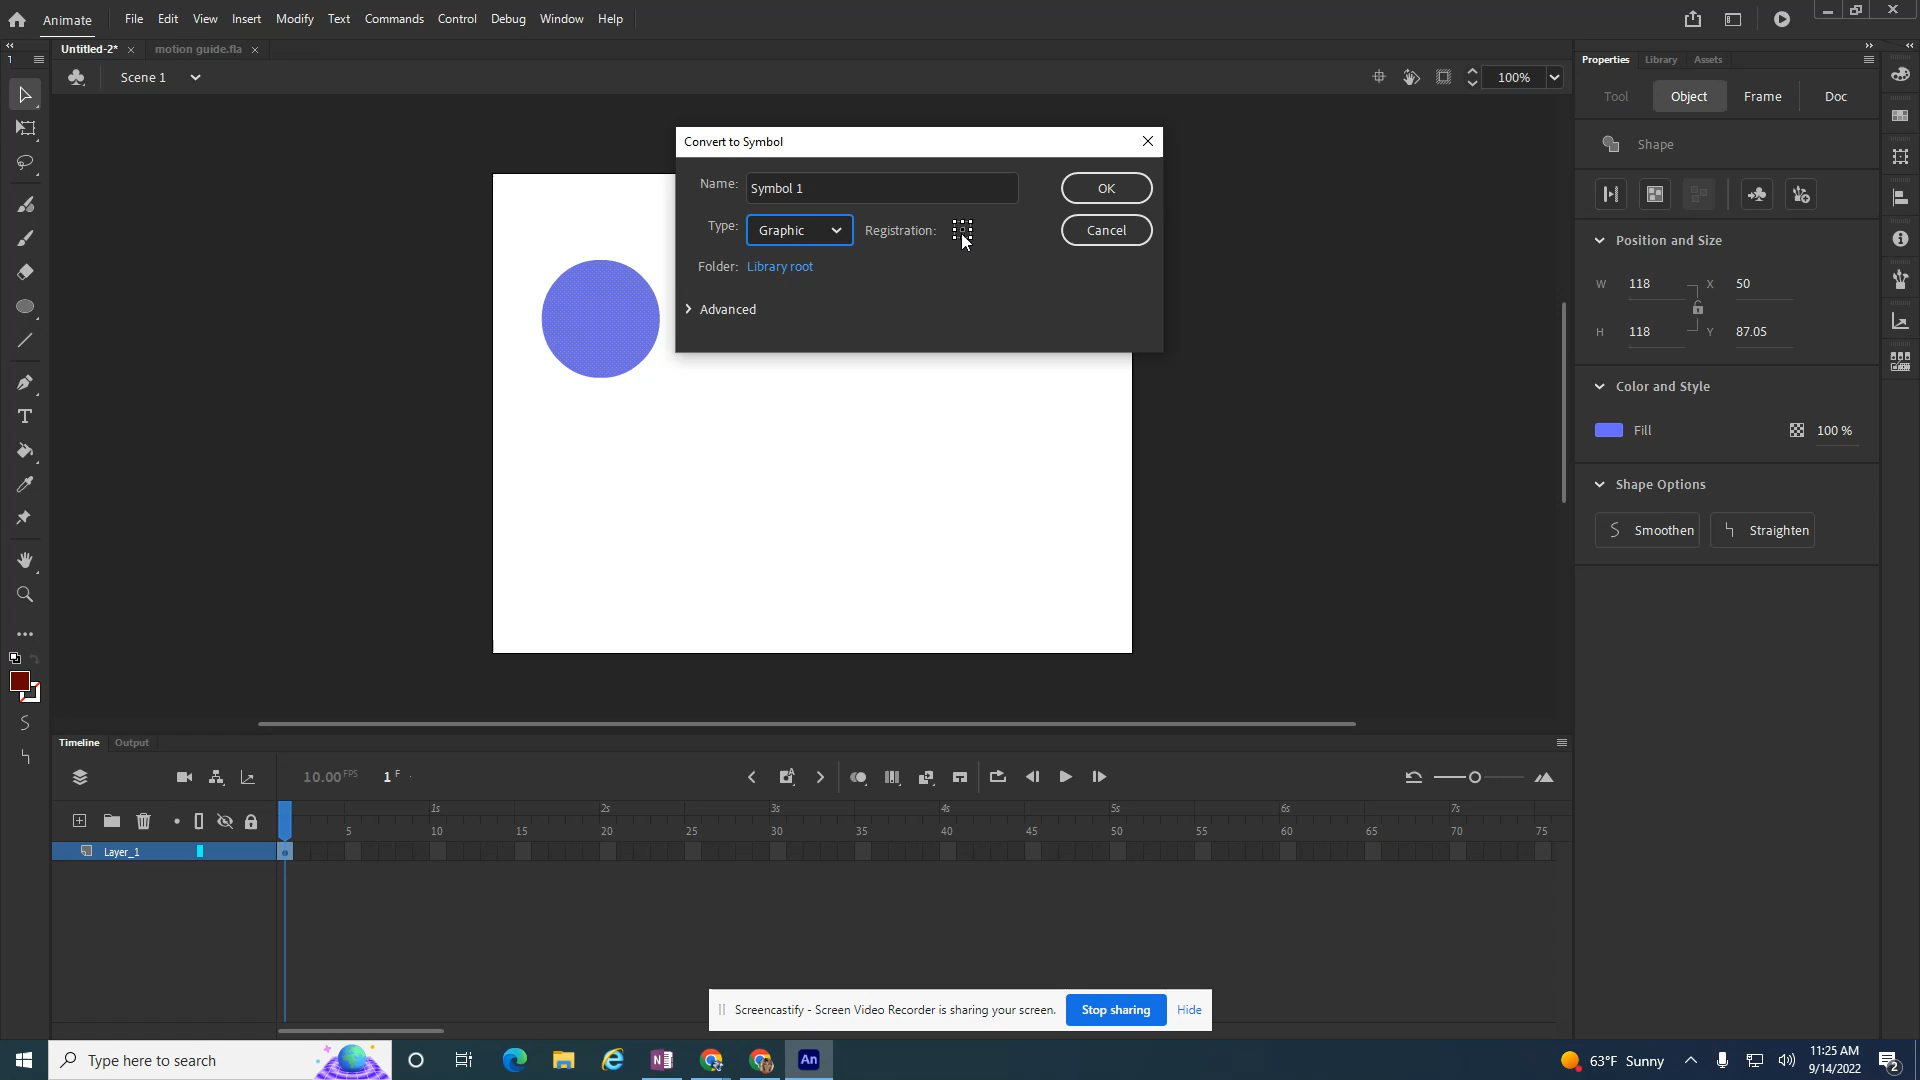 Animate File Edit View Insert Modify Text Commands Control Debug Window Help
Untitled-2* × motion guide.fla ×
Scene 1 100%
Properties Library Assets
Tool Object Frame Doc
Shape
Position and Size
W 118 X 50
H 118 Y 87.05
Color and Style
Fill 100 %
Shape Options
Smoothen Straighten
Convert to Symbol
Name: Symbol 1 OK
Type: Graphic Registration: Cancel
Folder: Library root
Advanced
Timeline Output
10.00 FPS 1 F
1s 2s 3s 4s 5s 6s 7s
5 10 15 20 25 30 35 40 45 50 55 60 65 70 75
Layer_1
Screencastify - Screen Video Recorder is sharing your screen. Stop sharing Hide
Type here to search
An
63°F Sunny
11:25 AM
9/14/2022
2